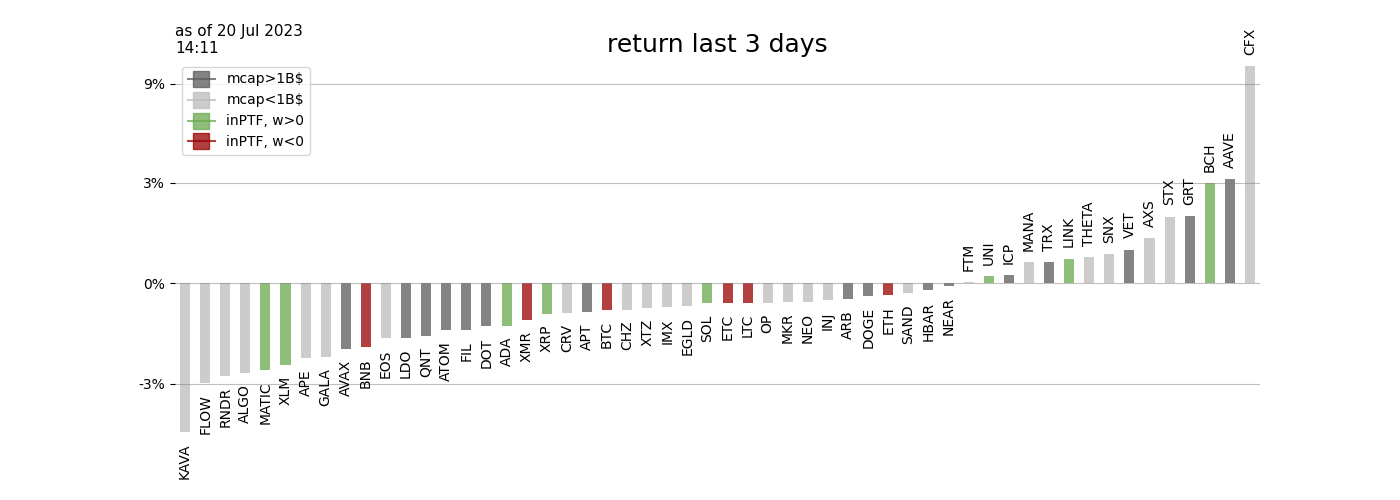 as of 20 Jul 2023
14:11
return last 3 days
mcap>1B$
mcap<1B$
inPTF, w>0
inPTF, w<0
9%
3%
0%
-3%
KAVA
FLOW
RNDR
ALGO
MATIC
XLM
APE
GALA
AVAX
BNB
EOS
LDO
QNT
ATOM
FIL
DOT
ADA
XMR
XRP
CRV
APT
BTC
CHZ
XTZ
IMX
EGLD
SOL
ETC
LTC
OP
MKR
NEO
INJ
ARB
DOGE
ETH
SAND
HBAR
NEAR
FTM
UNI
ICP
MANA
TRX
LINK
THETA
SNX
VET
AXS
STX
GRT
BCH
AAVE
CFX